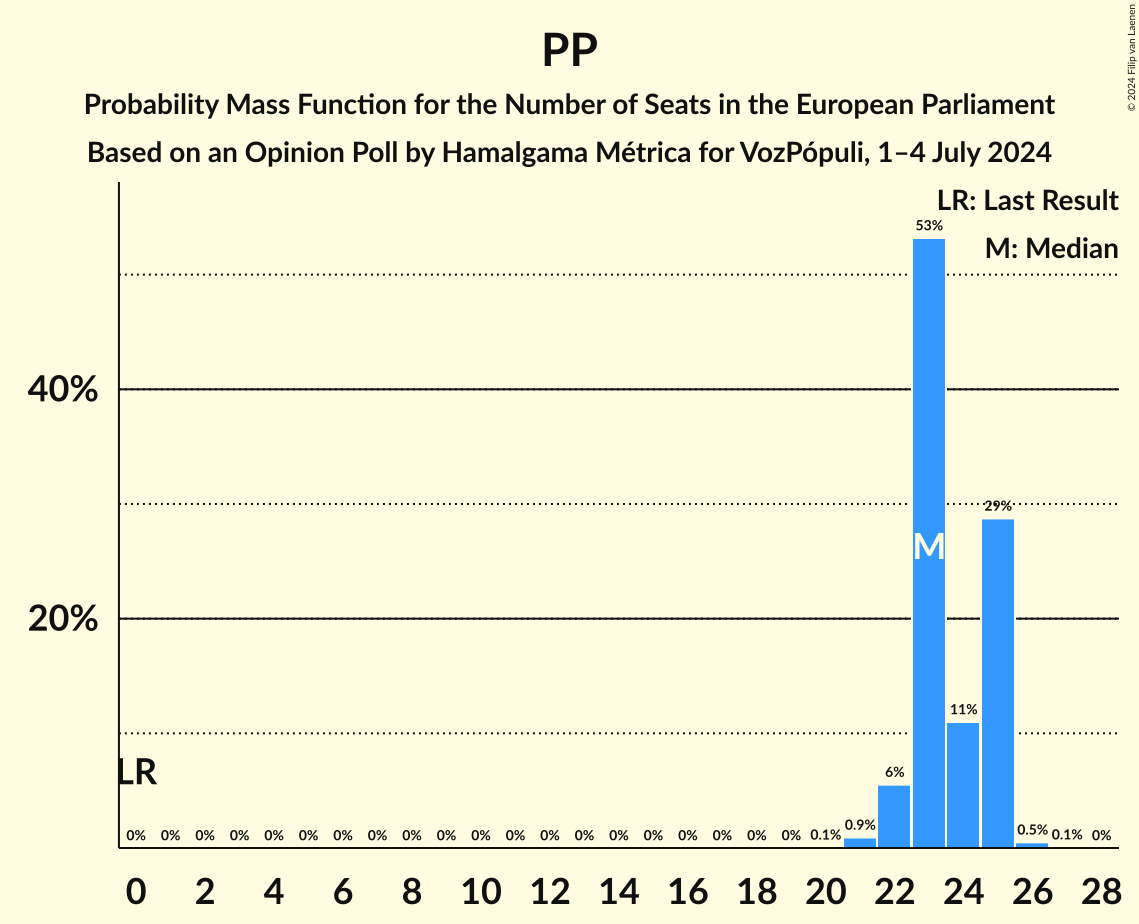 PP
Probability Mass Function for the Number of Seats in the European Parliament
Based on an Opinion Poll by Hamalgama Métrica for VozPópuli, 1–4 July 2024
© 2024 Filip van Laenen
LR: Last Result
M: Median
40%
20%
LR
M
0% 0% 0% 0% 0% 0% 0% 0% 0% 0% 0% 0% 0% 0% 0% 0% 0% 0% 0% 0% 0.1% 0.9% 6% 53% 11% 29% 0.5% 0.1% 0%
0 2 4 6 8 10 12 14 16 18 20 22 24 26 28